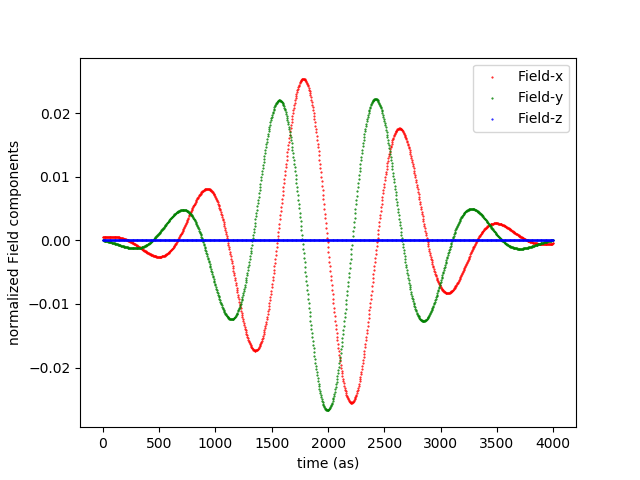 Field-x
Field-y
Field-z
normalized Field components
0.02
0.01
0.00
−0.01
−0.02
0 500 1000 1500 2000 2500 3000 3500 4000
time (as)